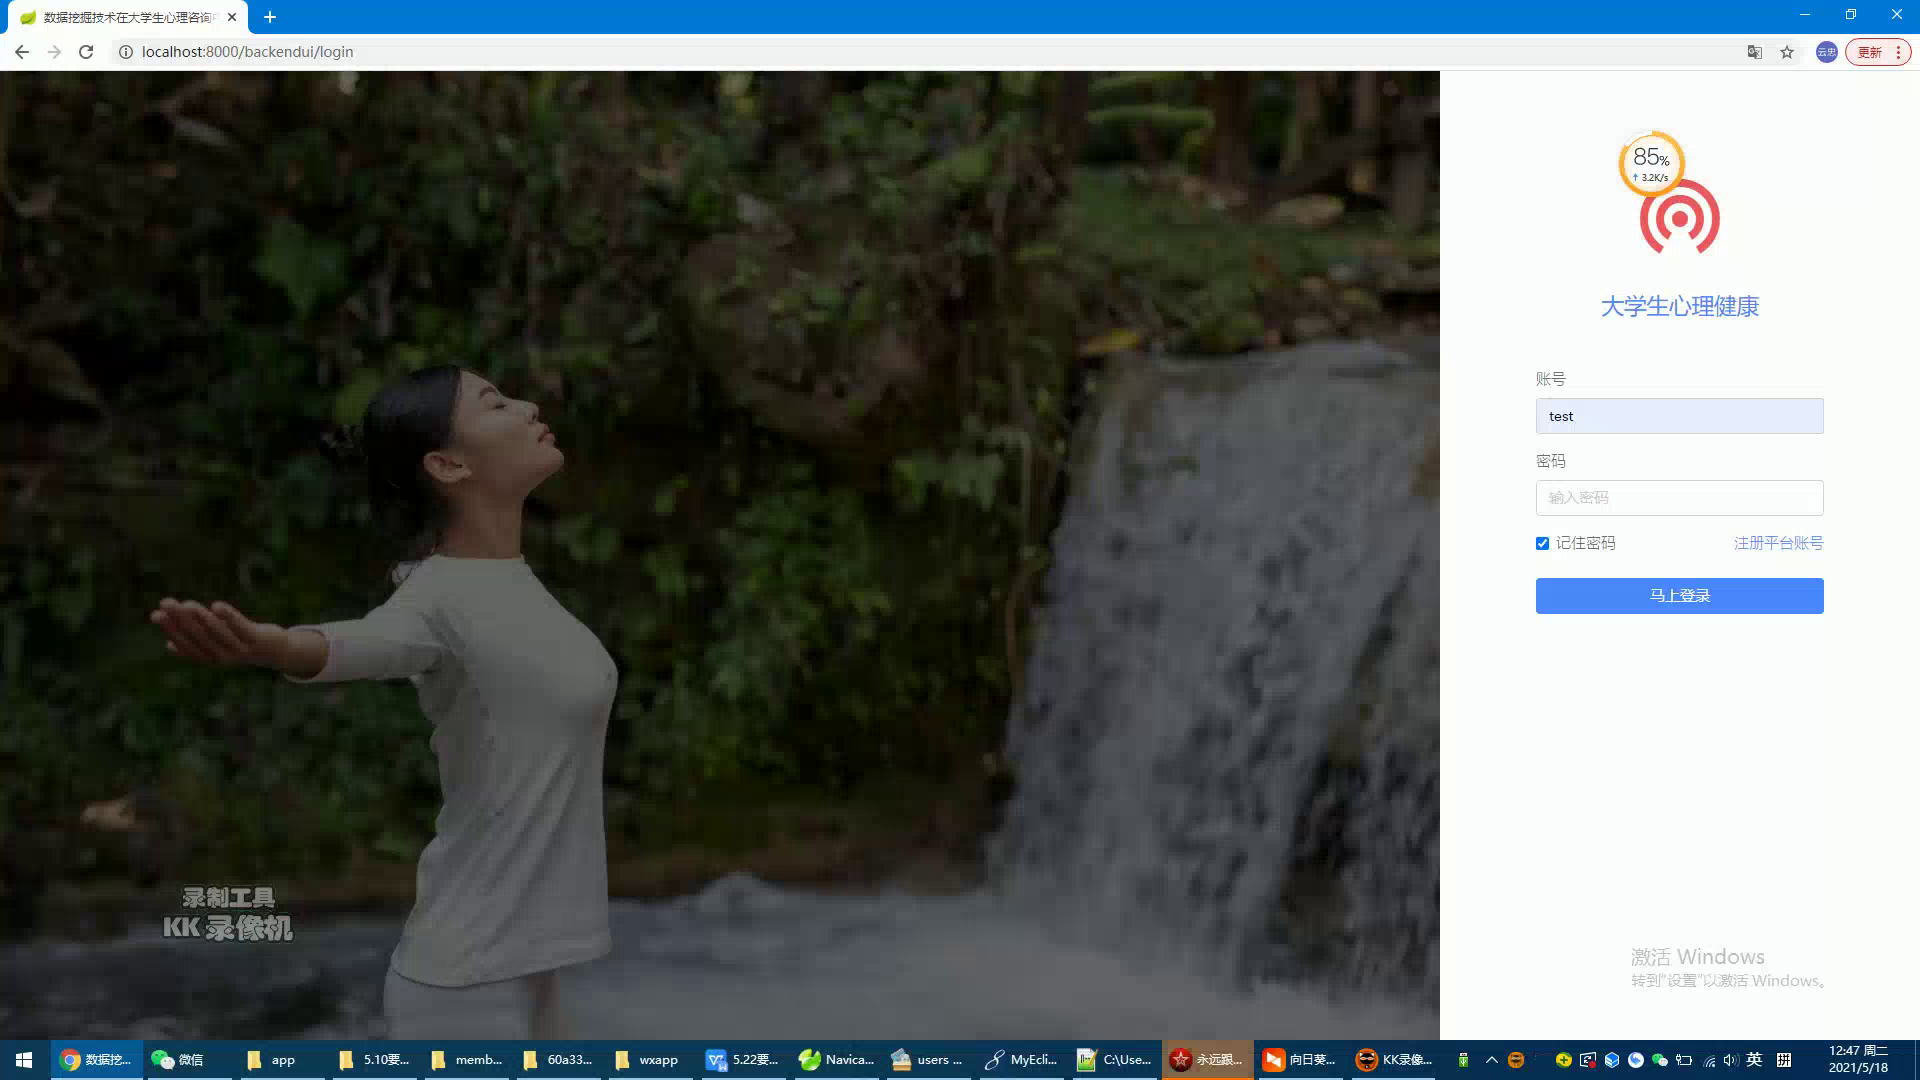 数据挖掘技术在大学生心理咨询
localhost:8000/backendui/login
云忠
更新
85%
↑ 3.2K/s
大学生心理健康
账号
test
密码
输入密码
记住密码
注册平台账号
马上登录
录制工具
KK 录像机
激活 Windows
转到"设置"以激活 Windows。
数据挖...
微信
app
5.10要...
memb...
60a33...
wxapp
5.22要...
Navica...
users ...
MyEcli...
C:\Use...
永远跟...
向日葵...
KK录像...
英
拼
12:47 周二
2021/5/18